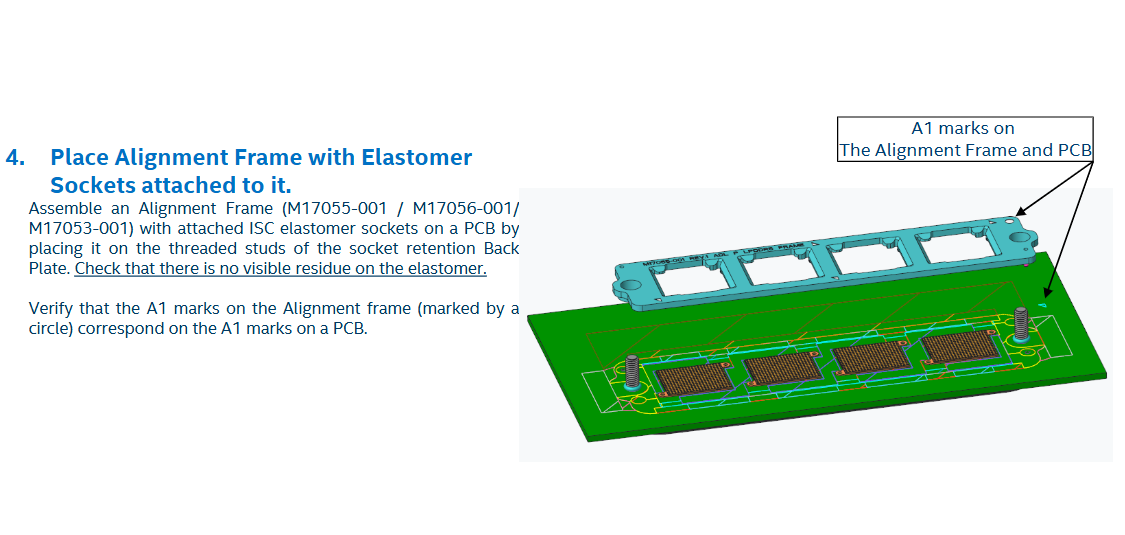 4. Place Alignment Frame with Elastomer
Sockets attached to it.
Assemble an Alignment Frame (M17055-001 / M17056-001/
M17053-001) with attached ISC elastomer sockets on a PCB by
placing it on the threaded studs of the socket retention Back
Plate. Check that there is no visible residue on the elastomer.
Verify that the A1 marks on the Alignment frame (marked by a
circle) correspond on the A1 marks on a PCB.
A1 marks on
The Alignment Frame and PCB